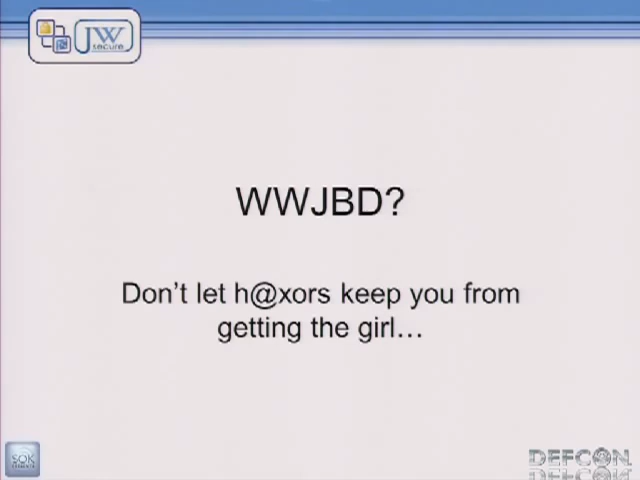 JW
secure
WWJBD?
Don't let h@xors keep you from
getting the girl…
SOK
DEFCON